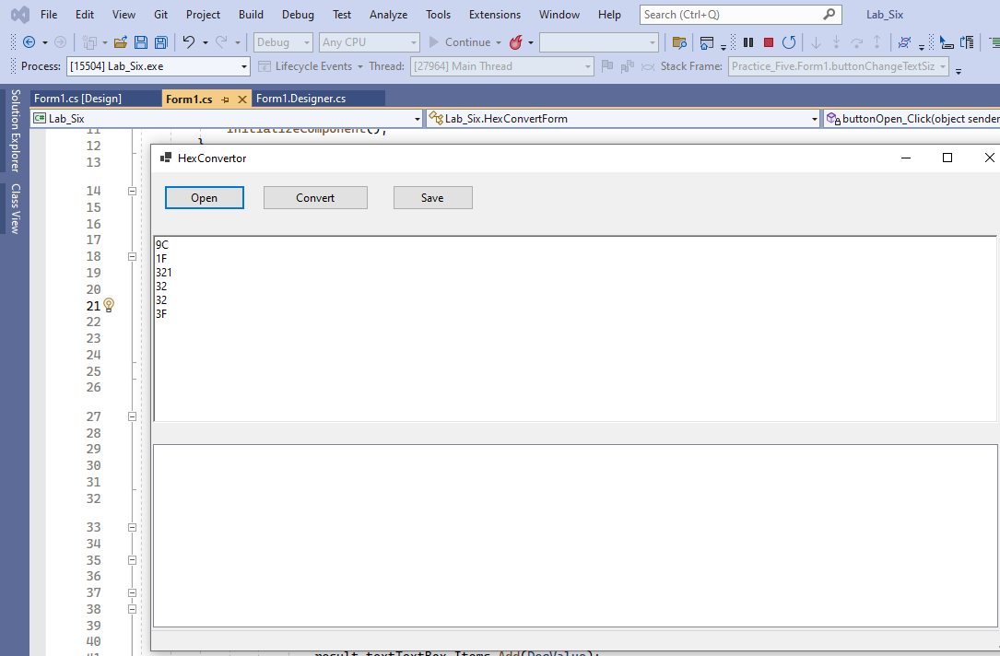 File Edit View Git Project Build Debug Test Analyze Tools Extensions Window Help Search (Ctrl+Q) Lab_Six
Debug Any CPU Continue
Process: [15504] Lab_Six.exe Lifecycle Events Thread: [27964] Main Thread Stack Frame: Practice_Five.Form1.buttonChangeTextSiz
Solution Explorer
Class View
Form1.cs [Design] Form1.cs Form1.Designer.cs
Lab_Six Lab_Six.HexConvertForm buttonOpen_Click(object sender
11 InitializeComponent();
12 }
13
14
15
16
17
18
19
20
21
22
23
24
25
26
27
28
29
30
31
32
33
34
35
36
37
38
39
40
41 result_textTextBox.Items.Add(DecValue);
HexConvertor
Open Convert Save
9C
1F
321
32
32
3F